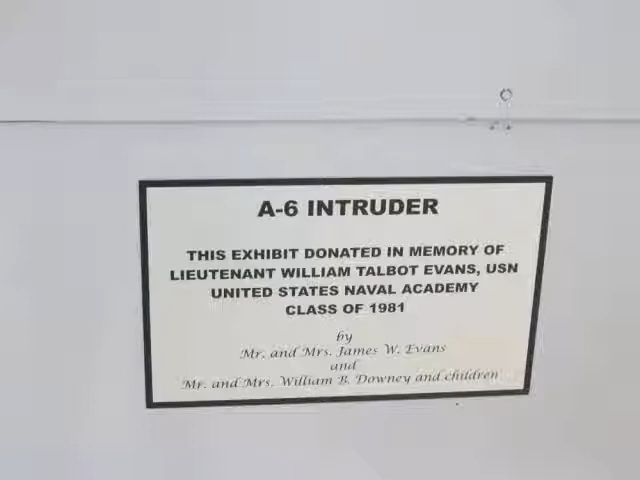 A-6 INTRUDER
THIS EXHIBIT DONATED IN MEMORY OF
LIEUTENANT WILLIAM TALBOT EVANS, USN
UNITED STATES NAVAL ACADEMY
CLASS OF 1981
by
Mr. and Mrs. James W. Evans
and
Mr. and Mrs. William B. Downey and children